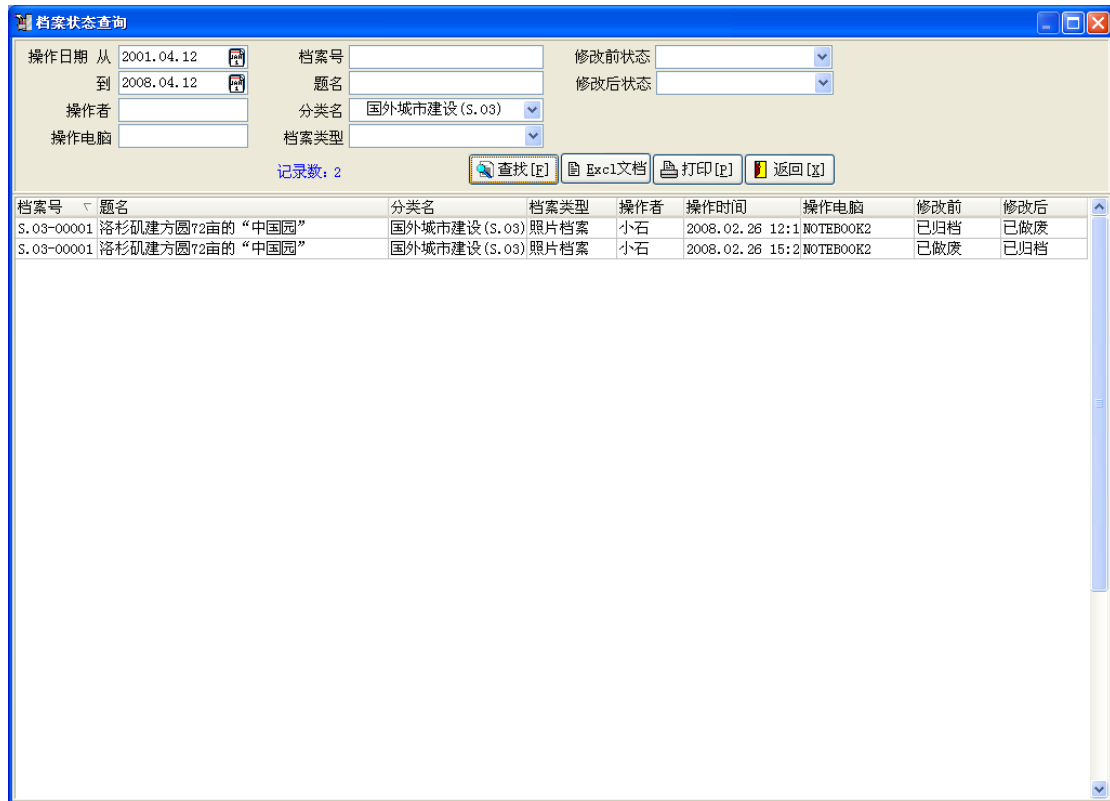 档案状态查询
操作日期 从 2001.04.12 档案号 修改前状态
到 2008.04.12 题名 修改后状态
操作者 分类名 国外城市建设(S.03)
操作电脑 档案类型
记录数: 2 查找[F] Excl文档 打印[P] 返回[X]
档案号 题名 分类名 档案类型 操作者 操作时间 操作电脑 修改前 修改后
S.03-00001 洛杉矶建方圆72亩的“中国园” 国外城市建设(S.03) 照片档案 小石 2008.02.26 12:1 NOTEBOOK2 已归档 已做废
S.03-00001 洛杉矶建方圆72亩的“中国园” 国外城市建设(S.03) 照片档案 小石 2008.02.26 15:2 NOTEBOOK2 已做废 已归档